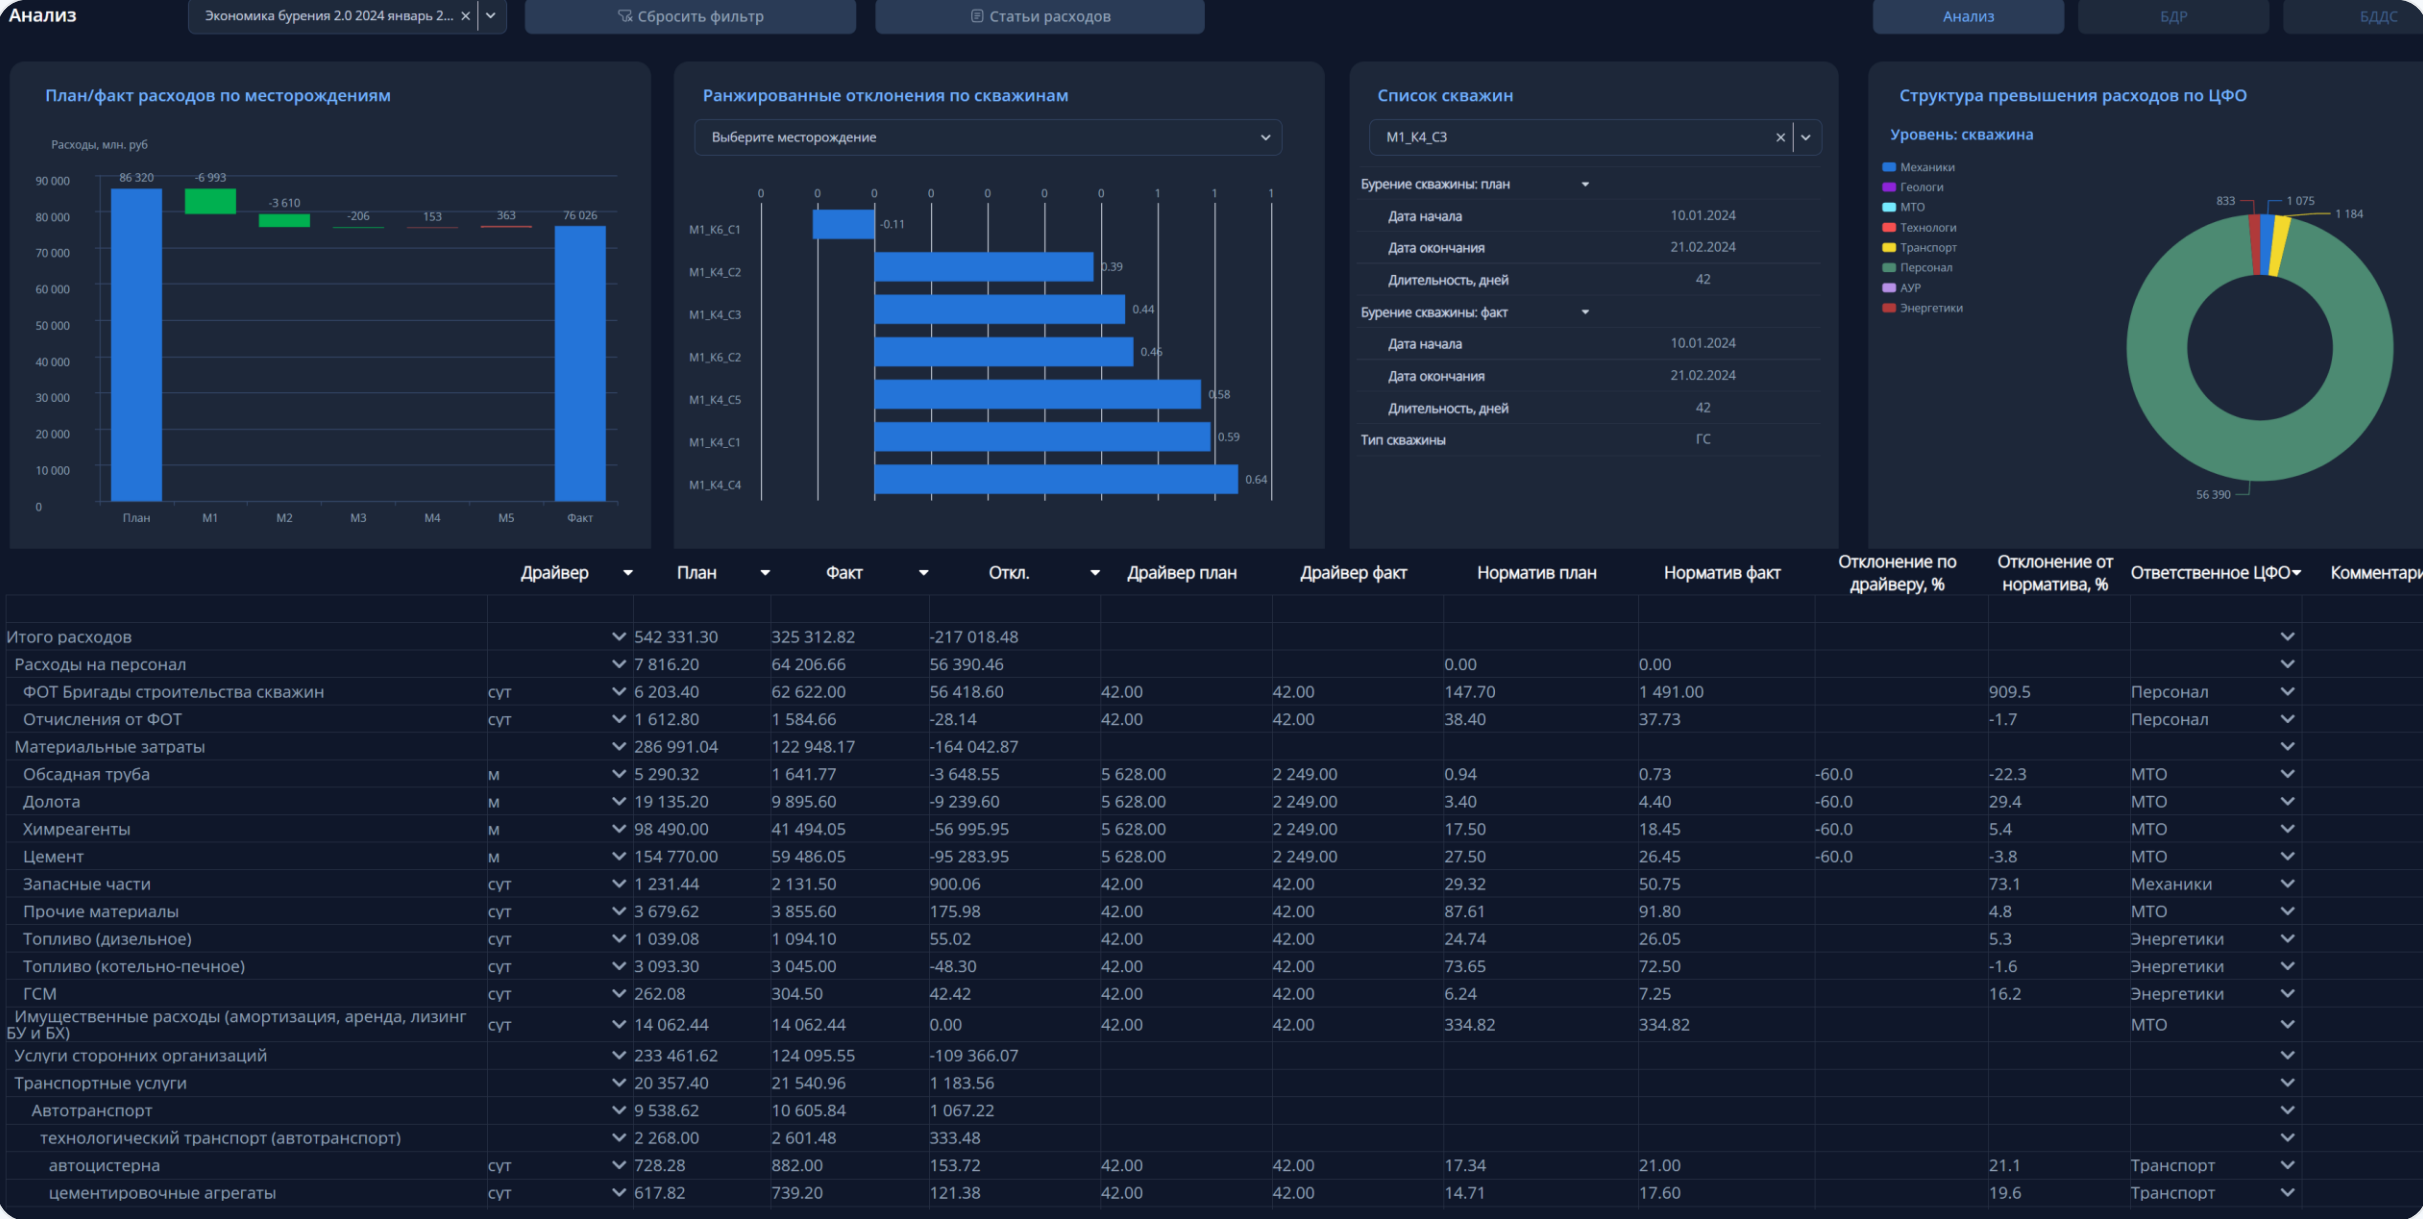 Анализ
Экономика бурения 2.0 2024 январь 2...
Сбросить фильтр
Статьи расходов
Анализ
БДР
БДДС
План/факт расходов по месторождениям
Расходы, млн. руб
90 000
80 000
70 000
60 000
50 000
40 000
30 000
20 000
10 000
0
86 320
-6 993
-3 610
-206
153
363
76 026
План М1 М2 М3 М4 М5 Факт
Ранжированные отклонения по скважинам
Выберите месторождение
0 0 0 0 0 0 0 1 1 1
М1_К6_С1 -0.11
М1_К4_С2 0.39
М1_К4_С3 0.44
М1_К6_С2 0.46
М1_К4_С5 0.58
М1_К4_С1 0.59
М1_К4_С4 0.64
Список скважин
М1_К4_С3
Бурение скважины: план
Дата начала 10.01.2024
Дата окончания 21.02.2024
Длительность, дней 42
Бурение скважины: факт
Дата начала 10.01.2024
Дата окончания 21.02.2024
Длительность, дней 42
Тип скважины ГС
Структура превышения расходов по ЦФО
Уровень: скважина
Механики
Геологи
МТО
Технологи
Транспорт
Персонал
АУР
Энергетики
833
1 075
1 184
56 390
Драйвер План Факт Откл. Драйвер план Драйвер факт Норматив план Норматив факт Отклонение по драйверу, % Отклонение от норматива, % Ответственное ЦФО Комментари
Итого расходов 542 331.30 325 312.82 -217 018.48
Расходы на персонал 7 816.20 64 206.66 56 390.46 0.00 0.00
ФОТ Бригады строительства скважин сут 6 203.40 62 622.00 56 418.60 42.00 42.00 147.70 1 491.00 909.5 Персонал
Отчисления от ФОТ сут 1 612.80 1 584.66 -28.14 42.00 42.00 38.40 37.73 -1.7 Персонал
Материальные затраты 286 991.04 122 948.17 -164 042.87
Обсадная труба м 5 290.32 1 641.77 -3 648.55 5 628.00 2 249.00 0.94 0.73 -60.0 -22.3 МТО
Долота м 19 135.20 9 895.60 -9 239.60 5 628.00 2 249.00 3.40 4.40 -60.0 29.4 МТО
Химреагенты м 98 490.00 41 494.05 -56 995.95 5 628.00 2 249.00 17.50 18.45 -60.0 5.4 МТО
Цемент м 154 770.00 59 486.05 -95 283.95 5 628.00 2 249.00 27.50 26.45 -60.0 -3.8 МТО
Запасные части сут 1 231.44 2 131.50 900.06 42.00 42.00 29.32 50.75 73.1 Механики
Прочие материалы сут 3 679.62 3 855.60 175.98 42.00 42.00 87.61 91.80 4.8 МТО
Топливо (дизельное) сут 1 039.08 1 094.10 55.02 42.00 42.00 24.74 26.05 5.3 Энергетики
Топливо (котельно-печное) сут 3 093.30 3 045.00 -48.30 42.00 42.00 73.65 72.50 -1.6 Энергетики
ГСМ сут 262.08 304.50 42.42 42.00 42.00 6.24 7.25 16.2 Энергетики
Имущественные расходы (амортизация, аренда, лизинг
БУ и БХ) сут 14 062.44 14 062.44 0.00 42.00 42.00 334.82 334.82 МТО
Услуги сторонних организаций 233 461.62 124 095.55 -109 366.07
Транспортные услуги 20 357.40 21 540.96 1 183.56
Автотранспорт 9 538.62 10 605.84 1 067.22
технологический транспорт (автотранспорт) 2 268.00 2 601.48 333.48
автоцистерна сут 728.28 882.00 153.72 42.00 42.00 17.34 21.00 21.1 Транспорт
цементировочные агрегаты сут 617.82 739.20 121.38 42.00 42.00 14.71 17.60 19.6 Транспорт